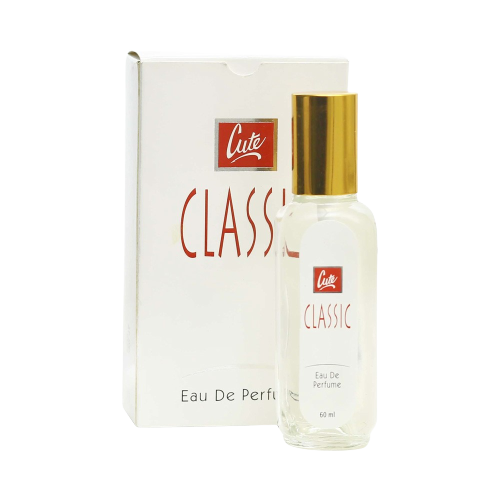 Cute
CLASSIC
Eau De Perfu
Cute
CLASSIC
Eau De
Perfume
60 ml